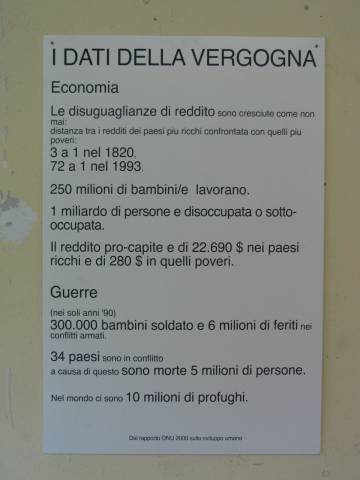 I DATI DELLA VERGOGNA
Economia
Le disuguaglianze di reddito sono cresciute come non
mai:
distanza tra i redditi dei paesi piu ricchi confrontata con quelli piu
poveri:
3 a 1 nel 1820,
72 a 1 nel 1993.
250 milioni di bambini/e lavorano.
1 miliardo di persone e disoccupata o sotto-
occupata.
Il reddito pro-capite e di 22.690 $ nei paesi
ricchi e di 280 $ in quelli poveri.
Guerre
(nei soli anni '90)
300.000 bambini soldato e 6 milioni di feriti nei
conflitti armati.
34 paesi sono in conflitto
a causa di questo sono morte 5 milioni di persone.
Nel mondo ci sono 10 milioni di profughi.
Dal rapporto ONU 2000 sullo sviluppo umano